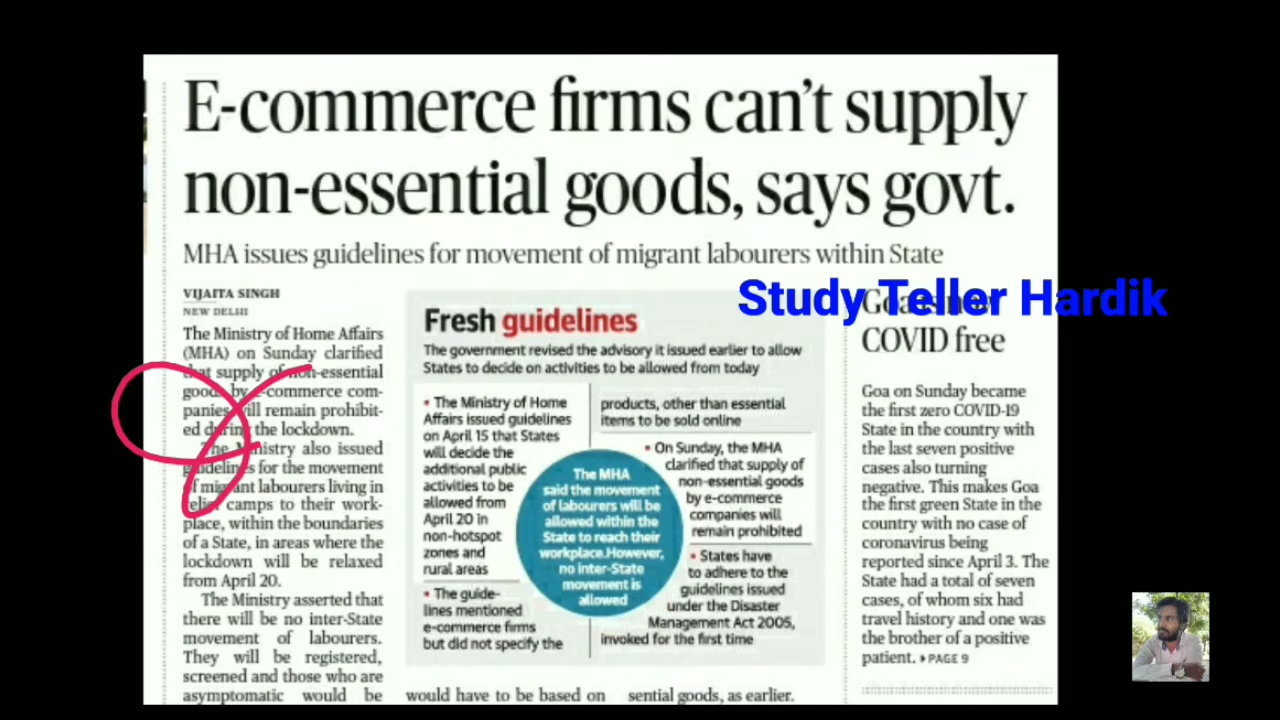 E-commerce firms can't supply
non-essential goods, says govt.
MHA issues guidelines for movement of migrant labourers within State
VIJAITA SINGH
NEW DELHI
The Ministry of Home Affairs
(MHA) on Sunday clarified
that supply of non-essential
goods by e-commerce com-
panies will remain prohibit-
ed during the lockdown.
The Ministry also issued
guidelines for the movement
of migrant labourers living in
relief camps to their work-
place, within the boundaries
of a State, in areas where the
lockdown will be relaxed
from April 20.
The Ministry asserted that
there will be no inter-State
movement of labourers.
They will be registered,
screened and those who are
asymptomatic would be
Fresh guidelines
The government revised the advisory it issued earlier to allow
States to decide on activities to be allowed from today
• The Ministry of Home
Affairs issued guidelines
on April 15 that States
will decide the
additional public
activities to be
allowed from
April 20 in
non-hotspot
zones and
rural areas
• The guide-
lines mentioned
e-commerce firms
but did not specify the
products, other than essential
items to be sold online
• On Sunday, the MHA
clarified that supply of
non-essential goods
by e-commerce
companies will
remain prohibited
• States have
to adhere to the
guidelines issued
under the Disaster
Management Act 2005,
invoked for the first time
The MHA
said the movement
of labourers will be
allowed within the
State to reach their
workplace.However,
no inter-State
movement is
allowed
would have to be based on
sential goods, as earlier.
Study Teller Hardik
COVID free
Goa on Sunday became
the first zero COVID-19
State in the country with
the last seven positive
cases also turning
negative. This makes Goa
the first green State in the
country with no case of
coronavirus being
reported since April 3. The
State had a total of seven
cases, of whom six had
travel history and one was
the brother of a positive
patient. ▸ PAGE 9